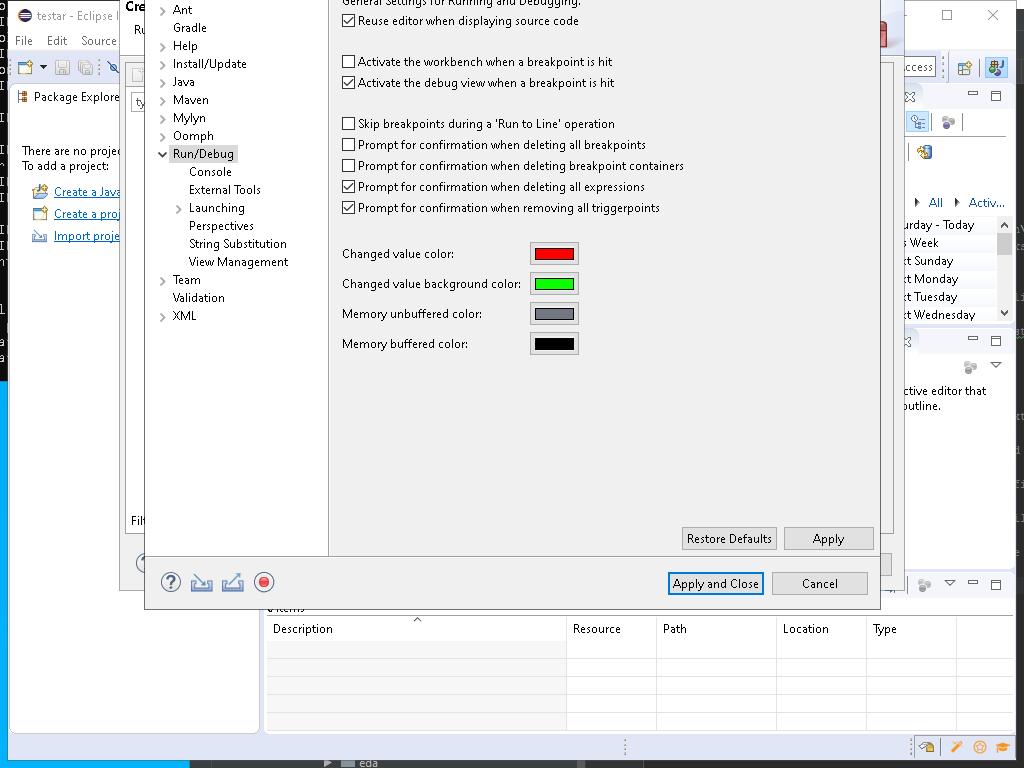 testar - Eclipse I
Cre
File Edit Source
Ru
Package Explore
There are no projec
To add a project:
Create a Java
Create a proj
Import proje
ty
Filt
Ant
Gradle
Help
Install/Update
Java
Maven
Mylyn
Oomph
Run/Debug
Console
External Tools
Launching
Perspectives
String Substitution
View Management
Team
Validation
XML
General Settings for Running and Debugging.
Reuse editor when displaying source code
Activate the workbench when a breakpoint is hit
Activate the debug view when a breakpoint is hit
Skip breakpoints during a 'Run to Line' operation
Prompt for confirmation when deleting all breakpoints
Prompt for confirmation when deleting breakpoint containers
Prompt for confirmation when deleting all expressions
Prompt for confirmation when removing all triggerpoints
Changed value color:
Changed value background color:
Memory unbuffered color:
Memory buffered color:
Restore Defaults Apply
Apply and Close Cancel
ccess
All Activ...
urday - Today
s Week
xt Sunday
xt Monday
xt Tuesday
xt Wednesday
ctive editor that
outline.
items
Description Resource Path Location Type
eda